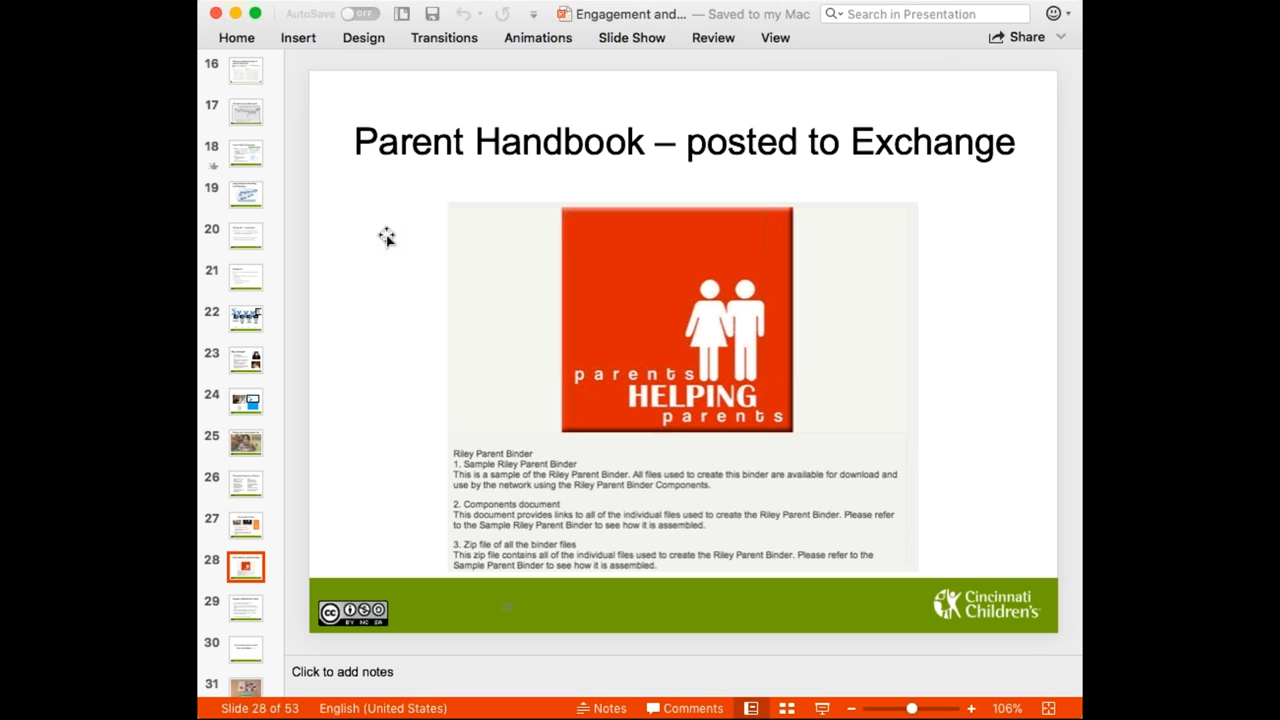 AutoSave OFF
Engagement and... — Saved to my Mac
Search in Presentation
Home Insert Design Transitions Animations Slide Show Review View
Share
16
17
18
19
20
21
22
23
24
25
26
27
28
29
30
31
Parent Handbook – posted to Exchange
parents
HELPING
parents
Riley Parent Binder
1. Sample Riley Parent Binder
This is a sample of the Riley Parent Binder. All files used to create this binder are available for download and
use by the network using the Riley Parent Binder Components.
2. Components document
This document provides links to all of the individual files used to create the Riley Parent Binder. Please refer
to the Sample Riley Parent Binder to see how it is assembled.
3. Zip file of all the binder files
This zip file contains all of the individual files used to create the Riley Parent Binder. Please refer to the
Sample Parent Binder to see how it is assembled.
cc
BY NC SA
Cincinnati
Children's
Click to add notes
Slide 28 of 53 English (United States) Notes Comments 106%